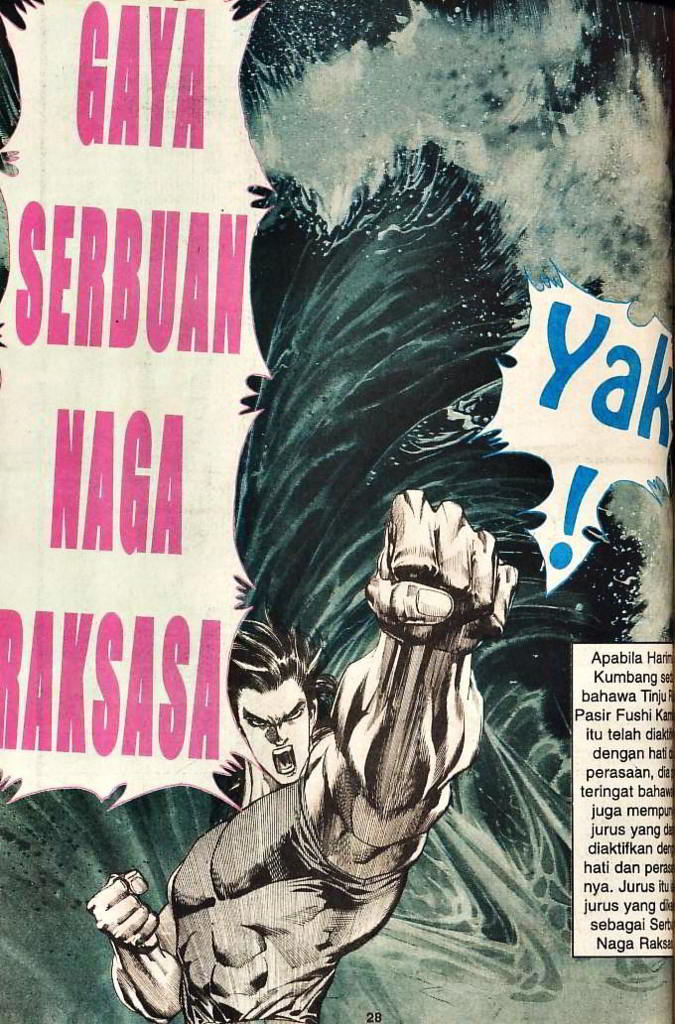 GAYA
SERBUAN
NAGA
RAKSASA
Yak
!
Apabila
Kumbang
bahawa Tinju
Pasir Fushi
itu telah
dengan hati
perasaan,
teringat
juga
jurus yang
diaktifkan
hati dan
nya. Jurus itu
jurus yang
sebagai
Naga
28